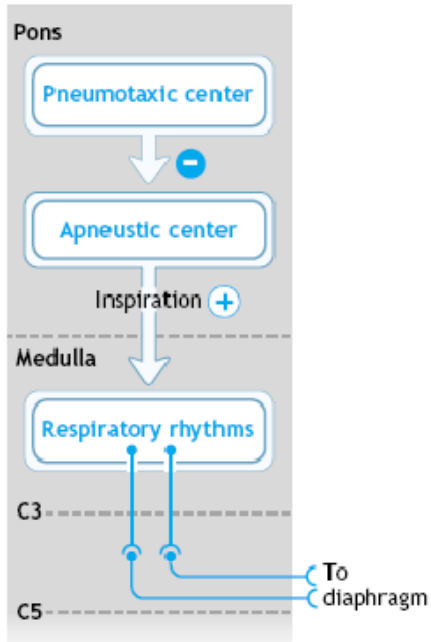 Pons
Pneumotaxic center
−
Apneustic center
Inspiration +
Medulla
Respiratory rhythms
C3
To
diaphragm
C5